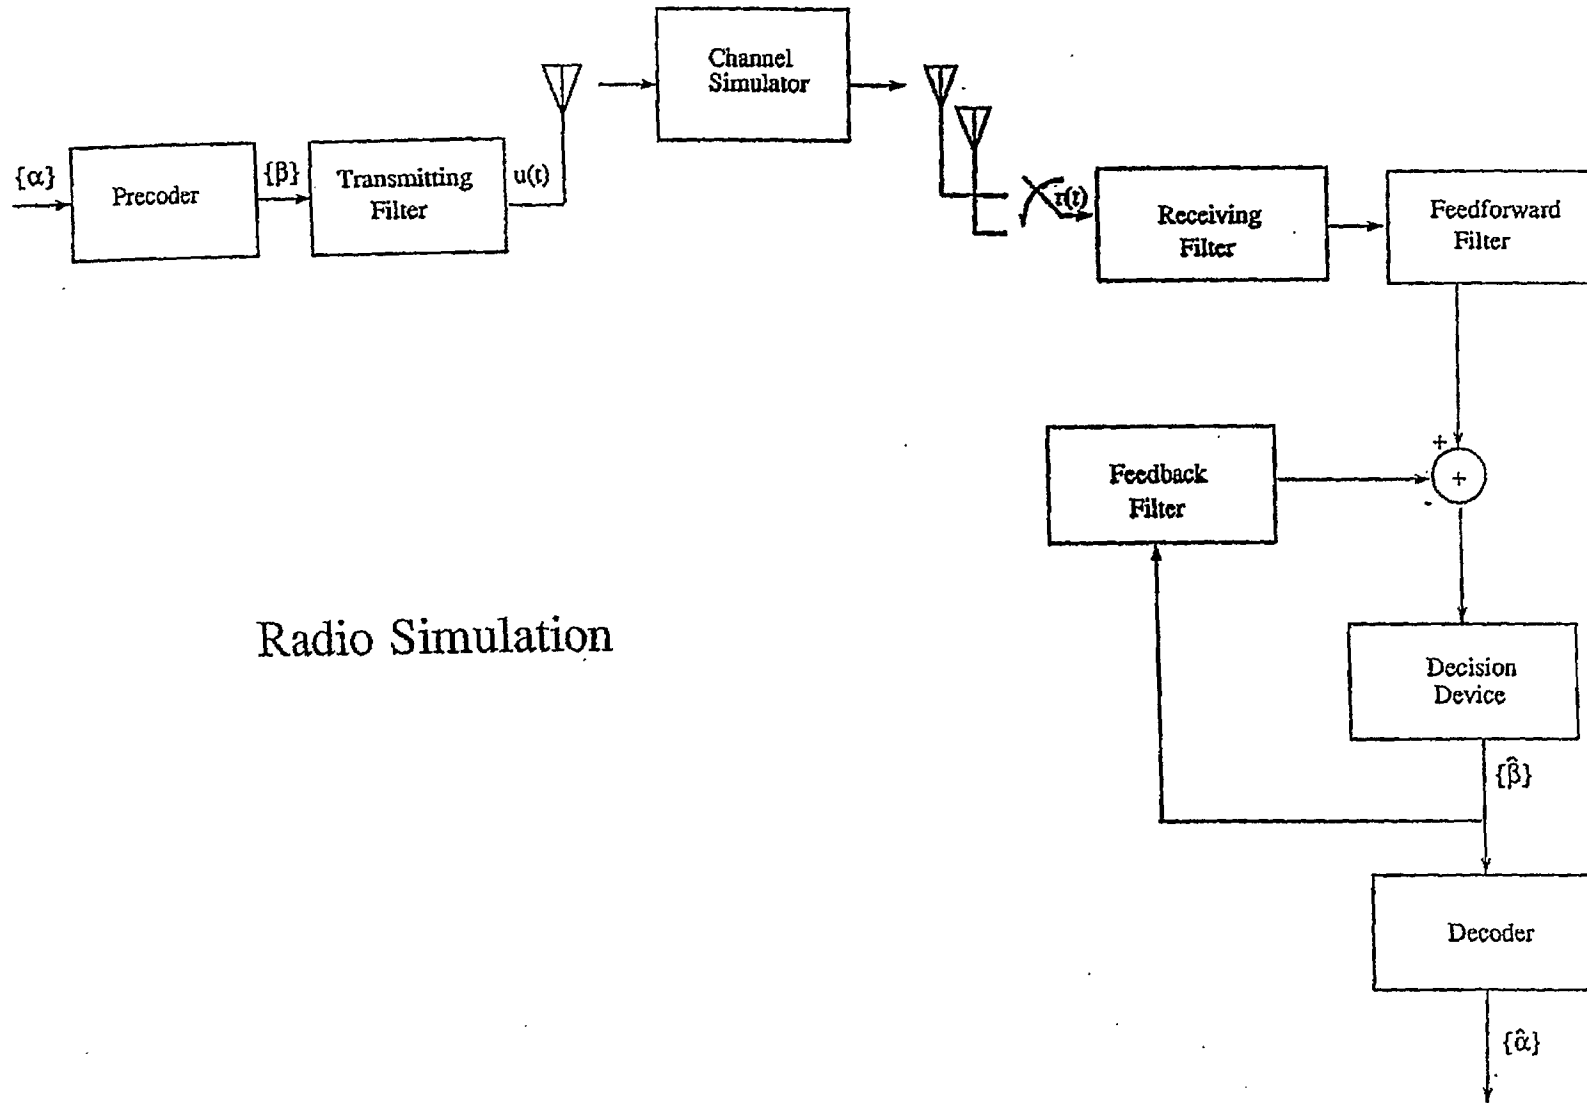 Channel
Simulator
{α}
Precoder
{β}
Transmitting
Filter
u(t)
r(t)
Receiving
Filter
Feedforward
Filter
+
+
-
Feedback
Filter
Radio Simulation
Decision
Device
{β̂}
Decoder
{α̂}